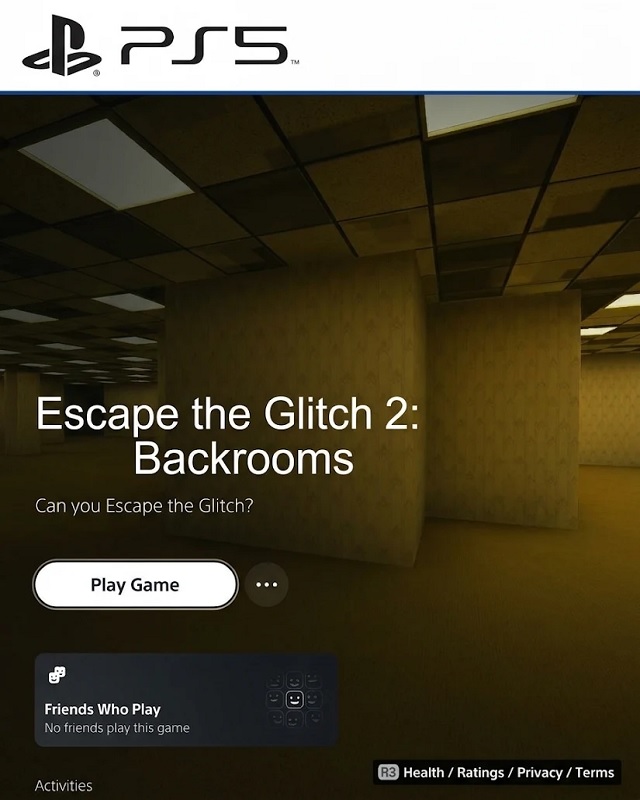 PS5
Escape the Glitch 2:
Backrooms
Can you Escape the Glitch?
Play Game
Friends Who Play
No friends play this game
R3 Health / Ratings / Privacy / Terms
Activities